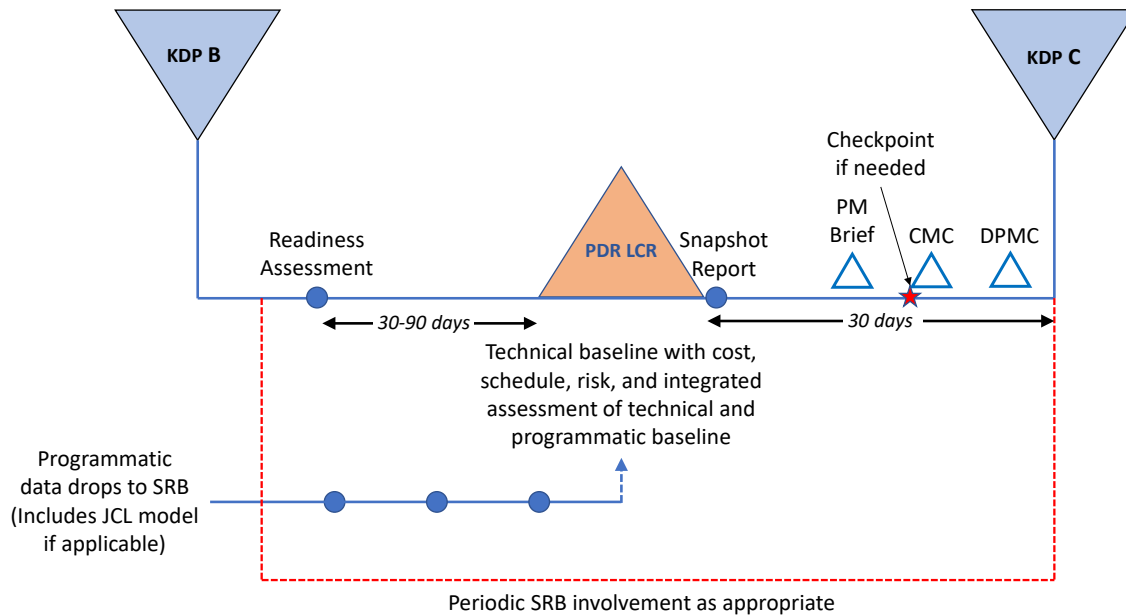 KDP B
KDP C
Checkpoint
if needed
PM
Brief
CMC
DPMC
Readiness
Assessment
PDR LCR
Snapshot
Report
30-90 days
30 days
Technical baseline with cost,
schedule, risk, and integrated
assessment of technical and
programmatic baseline
Programmatic
data drops to SRB
(Includes JCL model
if applicable)
Periodic SRB involvement as appropriate